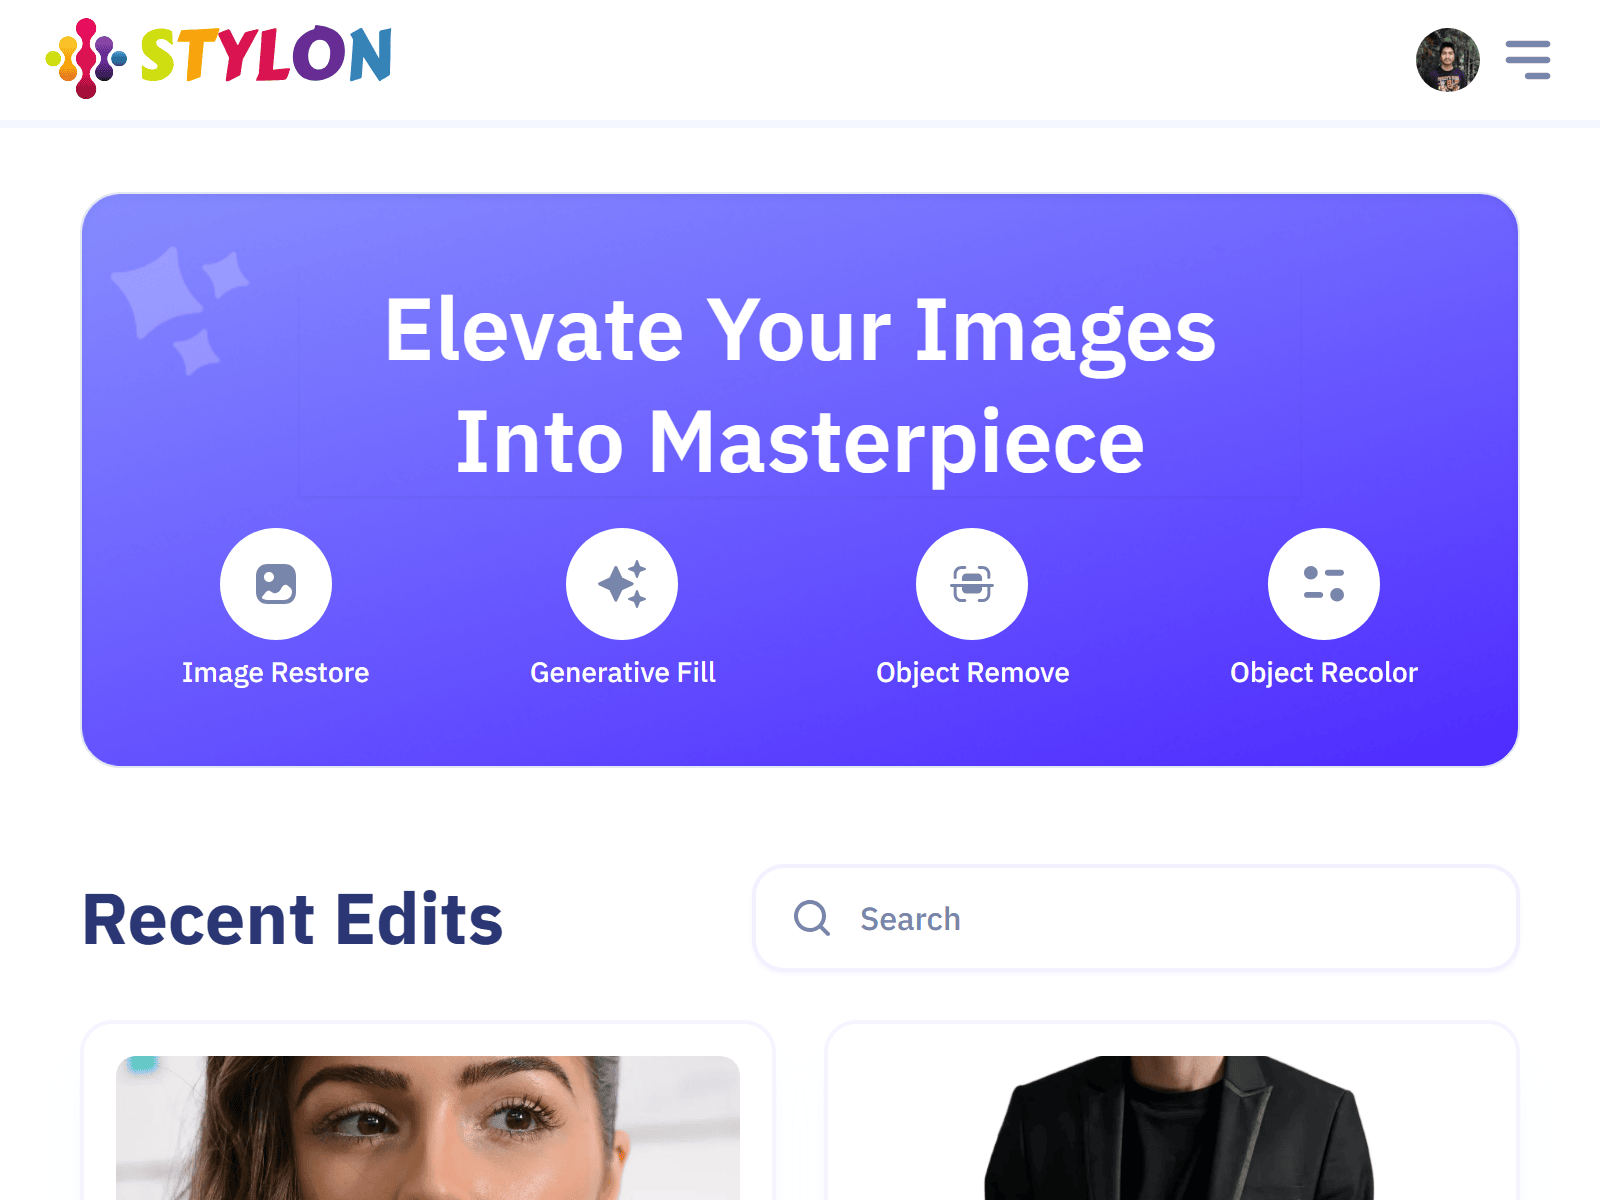 STYLON
Elevate Your Images
Into Masterpiece
Image Restore
Generative Fill
Object Remove
Object Recolor
Recent Edits
Search